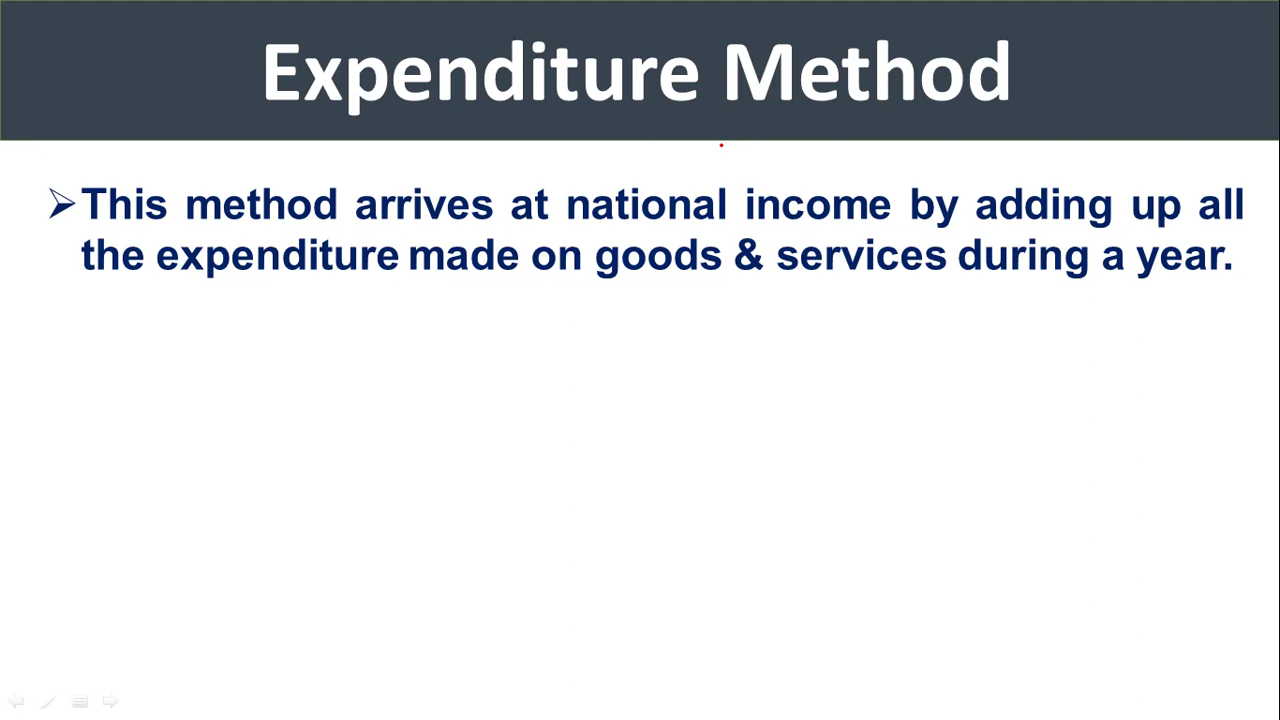 Expenditure Method
➢This method arrives at national income by adding up all
the expenditure made on goods & services during a year.